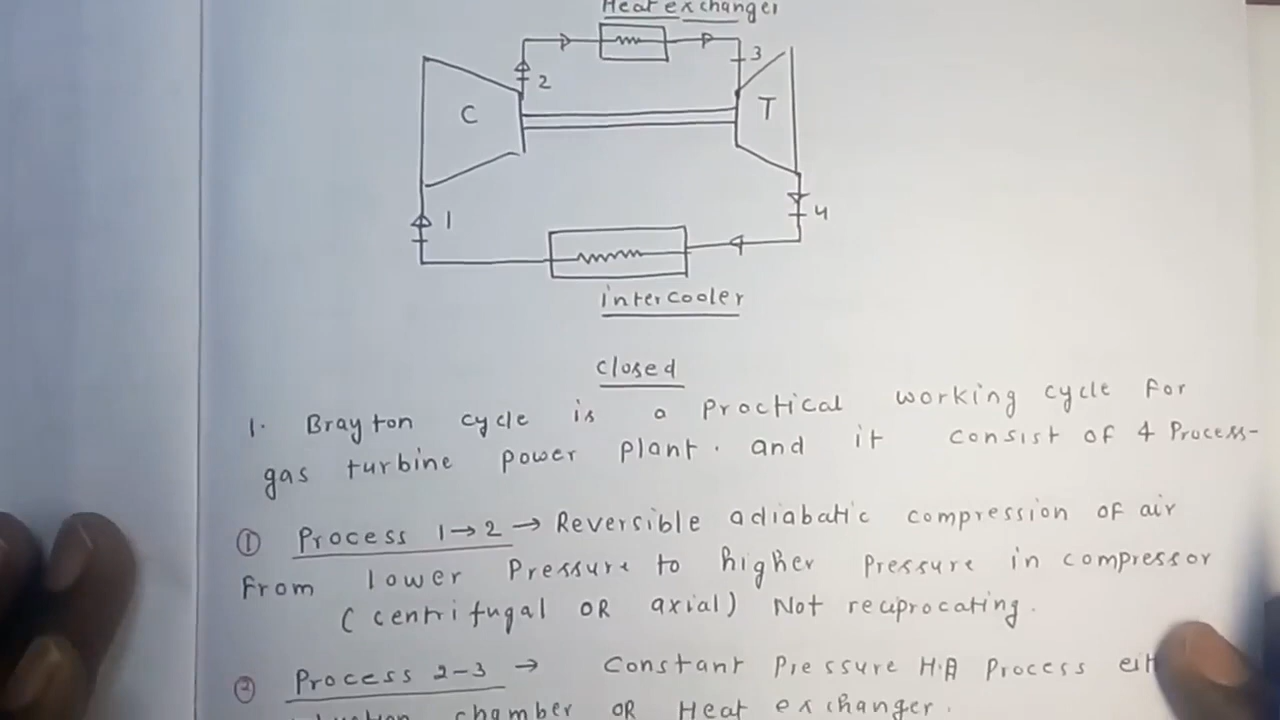 Heat exchanger
3
2
C
T
1
4
intercooler
closed
1. Brayton cycle is a practical working cycle for
gas turbine power plant. and it consist of 4 Process-
① Process 1→2 → Reversible adiabatic compression of air
From lower Pressure to higher Pressure in compressor
(centrifugal OR axial) Not reciprocating.
② Process 2-3 → Constant Pressure H.A Process
chamber OR Heat exchanger.